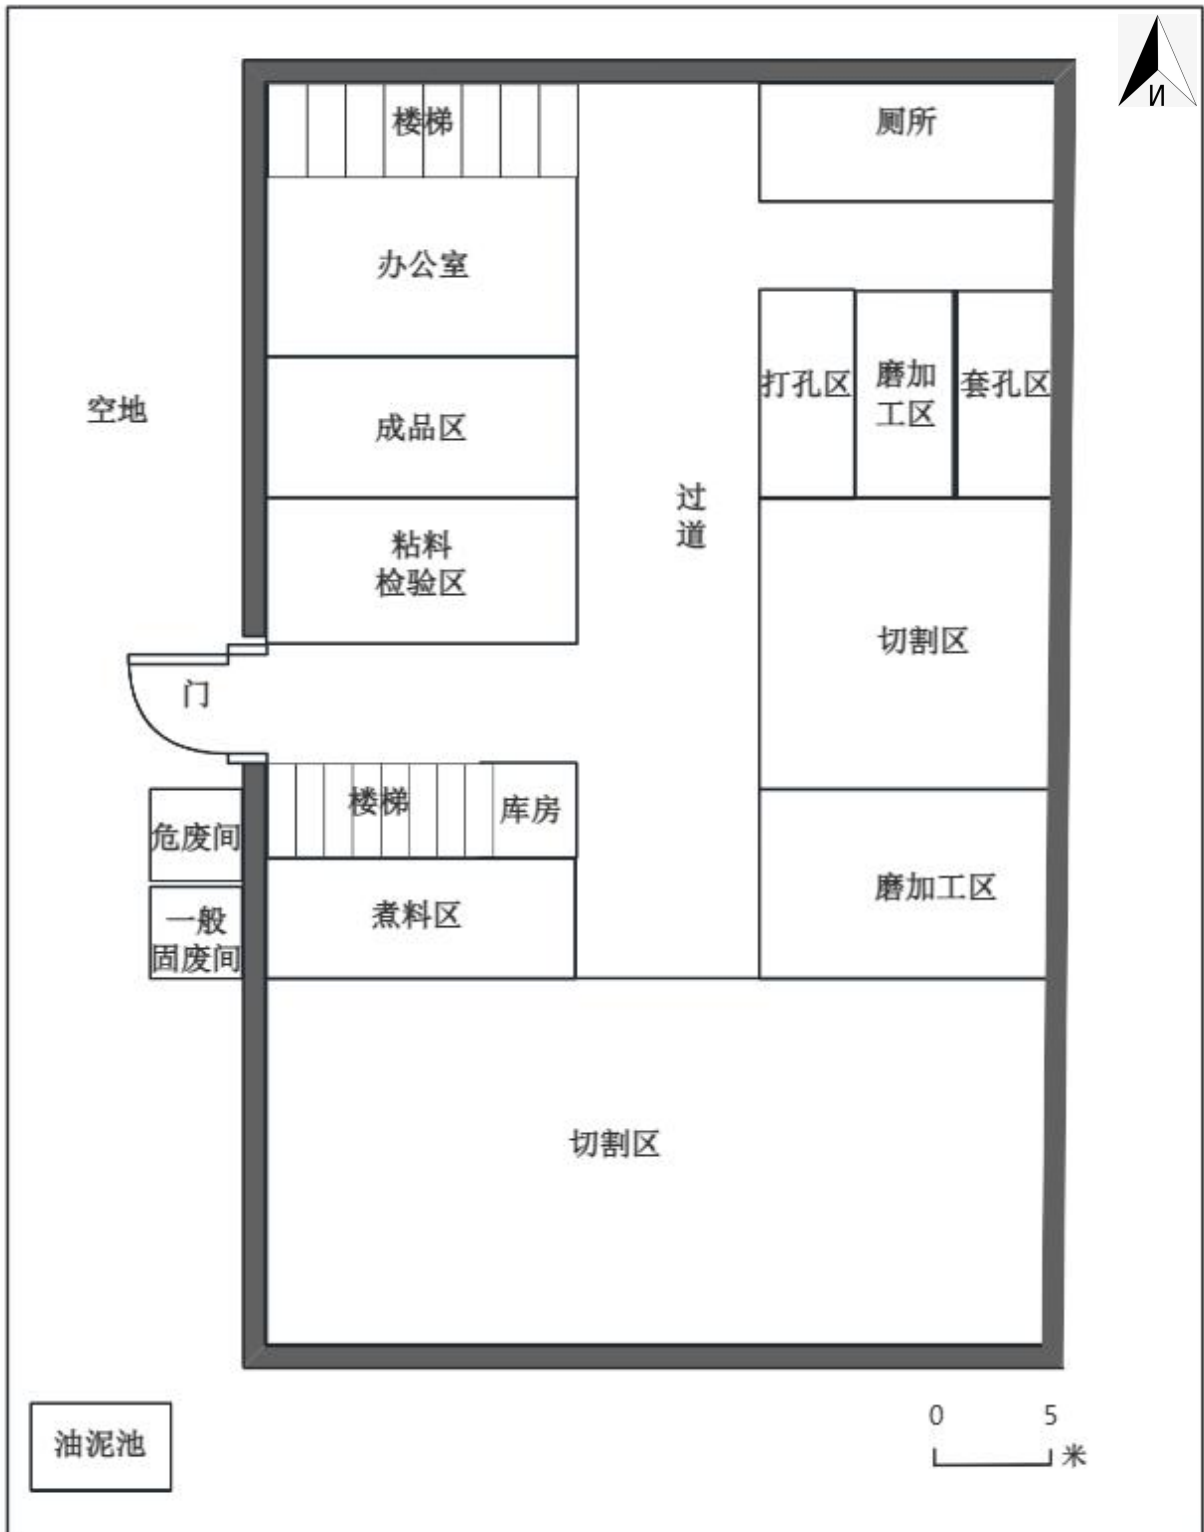 И
楼梯
厕所
办公室
打孔区
磨加
工区
套孔区
空地
成品区
过
道
粘料
检验区
切割区
门
楼梯
库房
危废间
磨加工区
煮料区
一般
固废间
切割区
油泥池
0 5
米